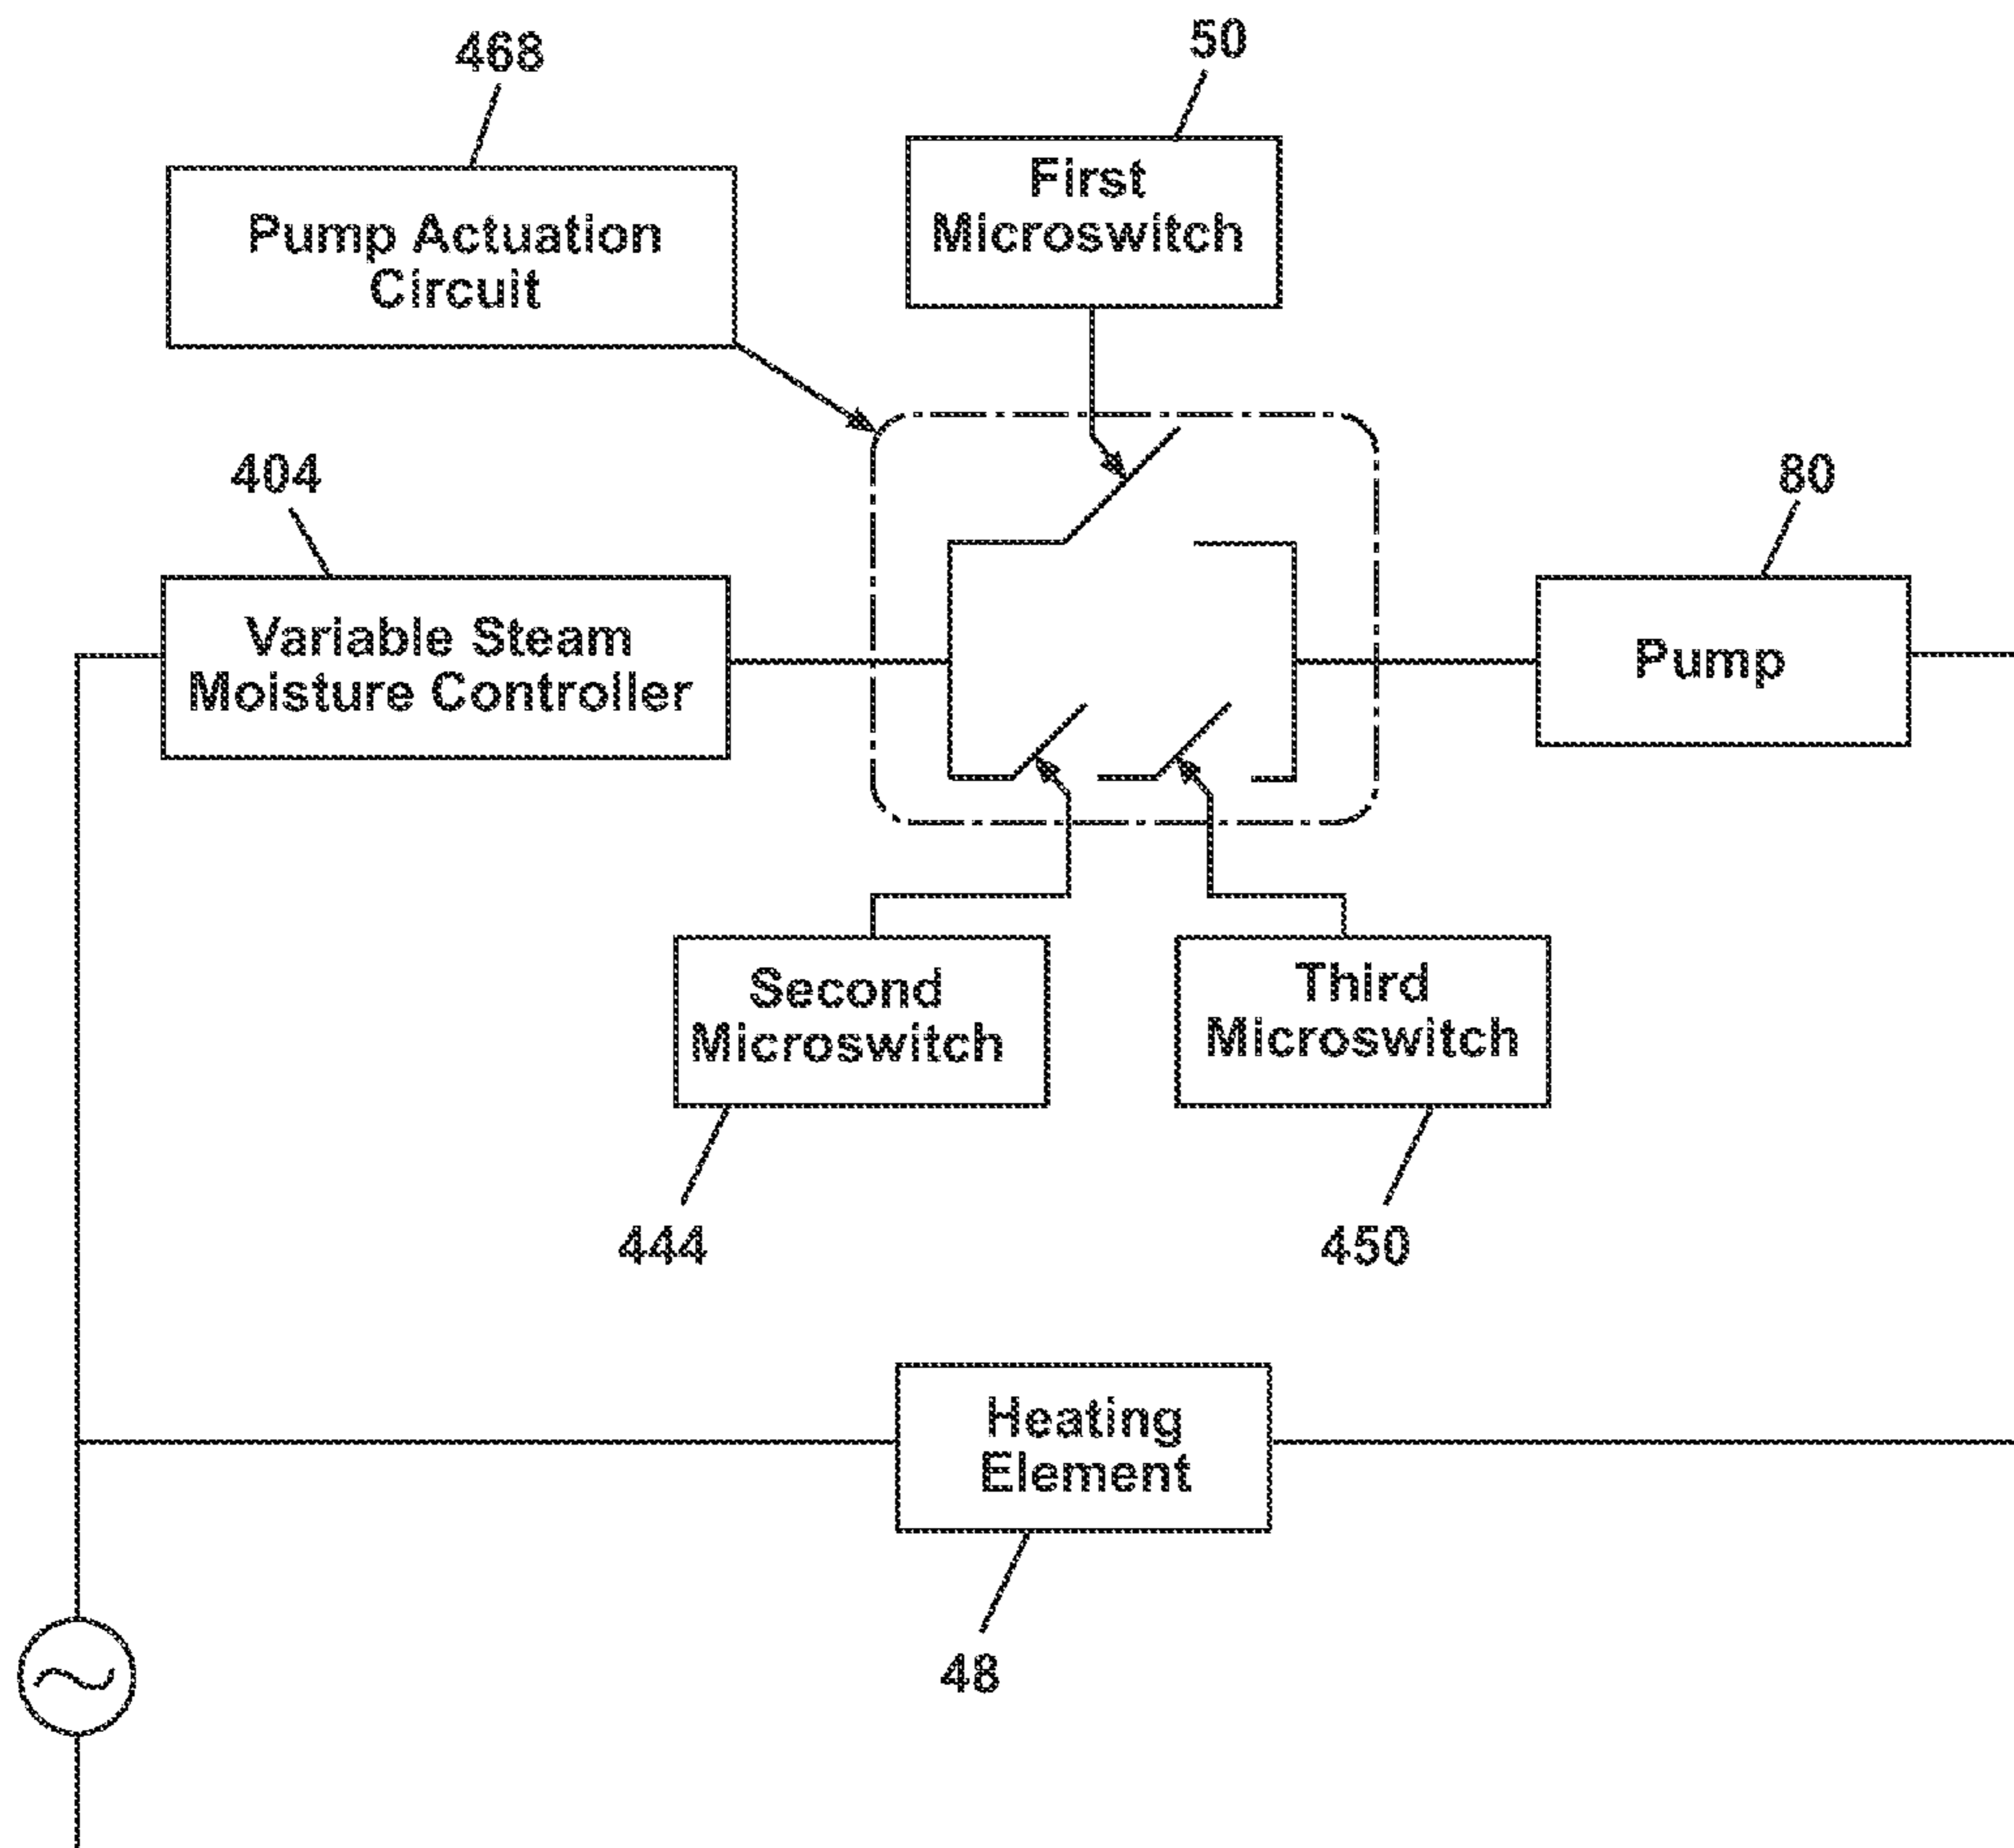 468
50
Pump Actuation
Circuit
First
Microswitch
404
80
Variable Steam
Moisture Controller
Pump
Second
Microswitch
Third
Microswitch
444
450
Heating
Element
48